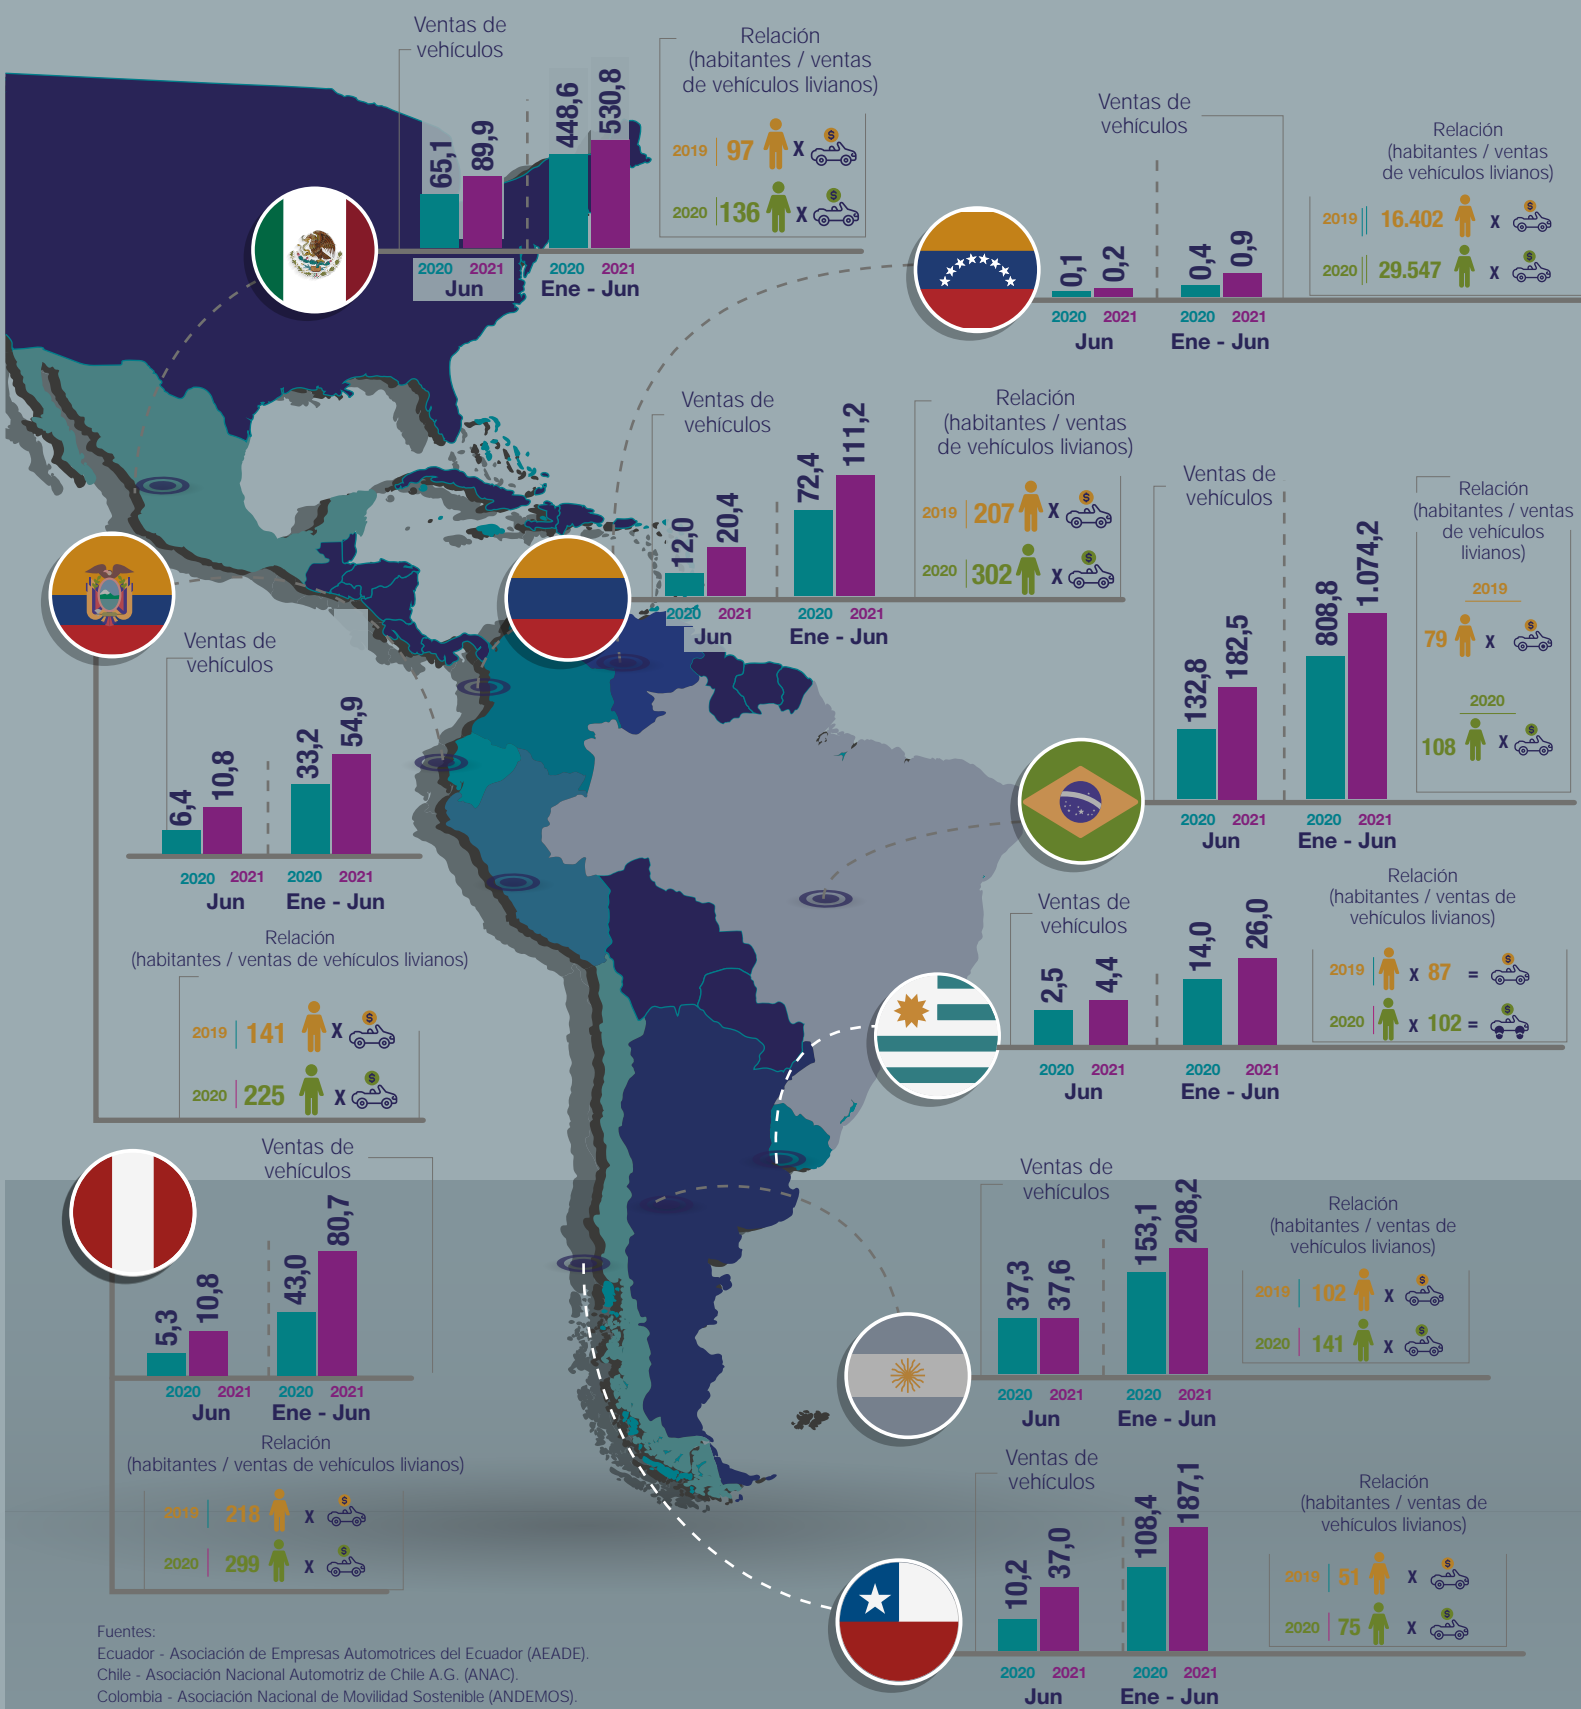 Ventas de
vehículos
65,1
89,9
448,6
530,8
2020 2021
Jun
2020 2021
Ene - Jun
Relación
(habitantes / ventas
de vehículos livianos)
2019 97 X
2020 136 X
Ventas de
vehículos
0,1
0,2
0,4
0,9
2020 2021
Jun
2020 2021
Ene - Jun
Relación
(habitantes / ventas
de vehículos livianos)
2019 16.402 X
2020 29.547 X
Ventas de
vehículos
12,0
20,4
72,4
111,2
2020 2021
Jun
2020 2021
Ene - Jun
Relación
(habitantes / ventas
de vehículos livianos)
2019 207 X
2020 302 X
Ventas de
vehículos
132,8
182,5
808,8
1.074,2
2020 2021
Jun
2020 2021
Ene - Jun
Relación
(habitantes / ventas
de vehículos
livianos)
2019
79 X
2020
108 X
Ventas de
vehículos
6,4
10,8
33,2
54,9
2020 2021
Jun
2020 2021
Ene - Jun
Relación
(habitantes / ventas de vehículos livianos)
2019 141 X
2020 225 X
Ventas de
vehículos
2,5
4,4
14,0
26,0
2020 2021
Jun
2020 2021
Ene - Jun
Relación
(habitantes / ventas de
vehículos livianos)
2019 X 87 =
2020 X 102 =
Ventas de
vehículos
5,3
10,8
43,0
80,7
2020 2021
Jun
2020 2021
Ene - Jun
Relación
(habitantes / ventas de vehículos livianos)
2019 218 X
2020 299 X
Ventas de
vehículos
37,3
37,6
153,1
208,2
2020 2021
Jun
2020 2021
Ene - Jun
Relación
(habitantes / ventas de
vehículos livianos)
2019 102 X
2020 141 X
Ventas de
vehículos
10,2
37,0
108,4
187,1
2020 2021
Jun
2020 2021
Ene - Jun
Relación
(habitantes / ventas de
vehículos livianos)
2019 51 X
2020 75 X
Fuentes:
Ecuador - Asociación de Empresas Automotrices del Ecuador (AEADE).
Chile - Asociación Nacional Automotriz de Chile A.G. (ANAC).
Colombia - Asociación Nacional de Movilidad Sostenible (ANDEMOS).